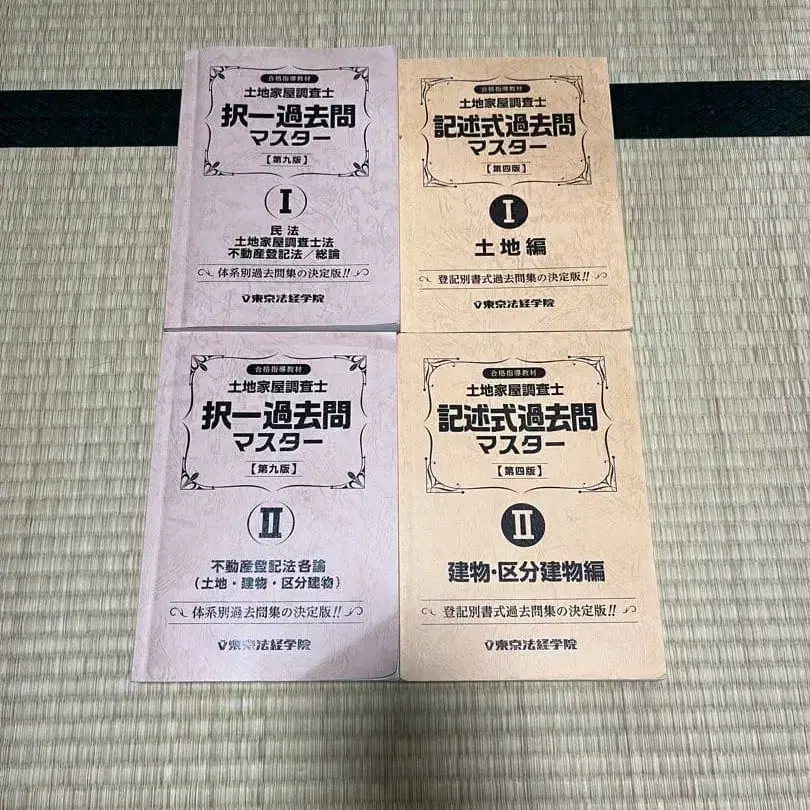 合格指導教材
土地家屋調査士
択一過去問
マスター
【第九版】
I
民法
土地家屋調査士法
不動産登記法／総論
体系別過去問集の決定版!!
東京法経学院
合格指導教材
土地家屋調査士
記述式過去問
マスター
【第四版】
I
土地編
登記別書式過去問集の決定版!!
東京法経学院
合格指導教材
土地家屋調査士
択一過去問
マスター
【第九版】
II
不動産登記法各論
（土地・建物・区分建物）
体系別過去問集の決定版!!
東京法経学院
合格指導教材
土地家屋調査士
記述式過去問
マスター
【第四版】
II
建物・区分建物編
登記別書式過去問集の決定版!!
東京法経学院